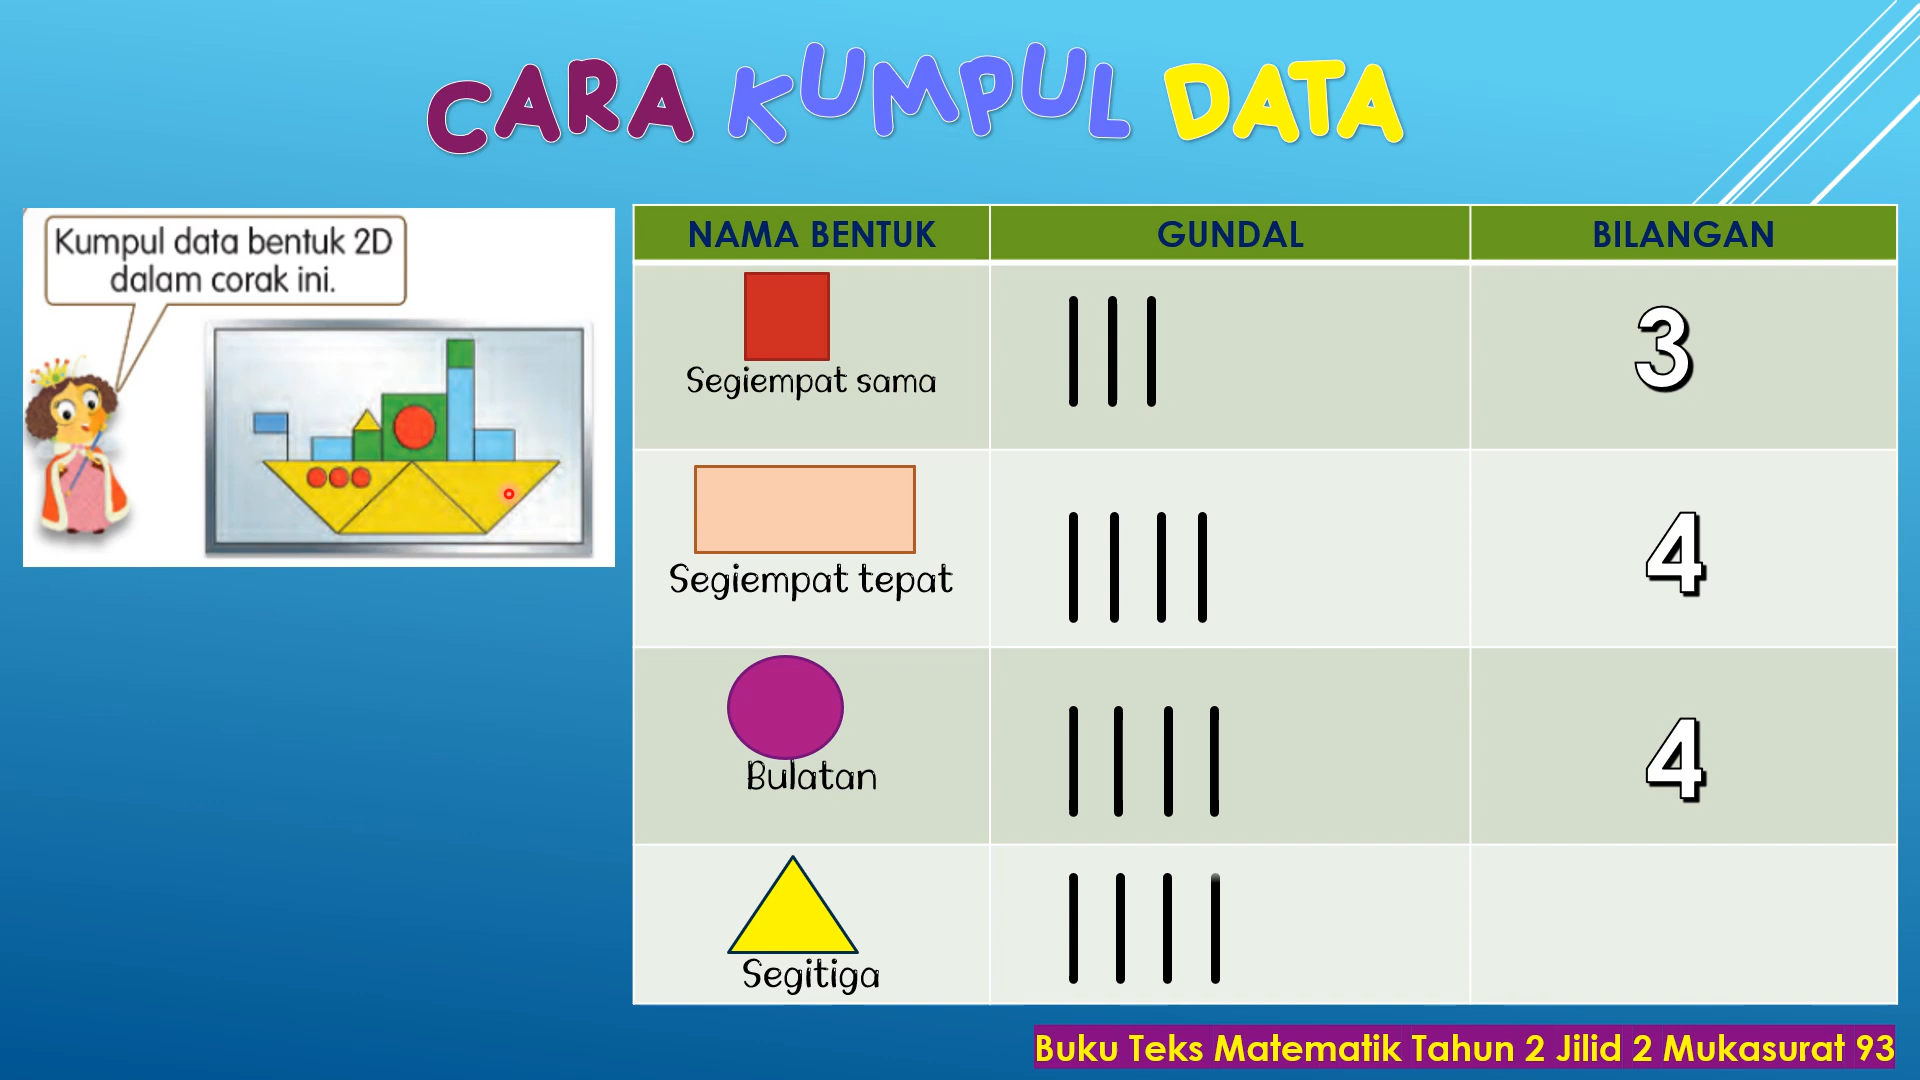 CARA KUMPUL DATA
Kumpul data bentuk 2D
dalam corak ini.
NAMA BENTUK GUNDAL BILANGAN
Segiempat sama 3
Segiempat tepat 4
Bulatan 4
Segitiga
Buku Teks Matematik Tahun 2 Jilid 2 Mukasurat 93